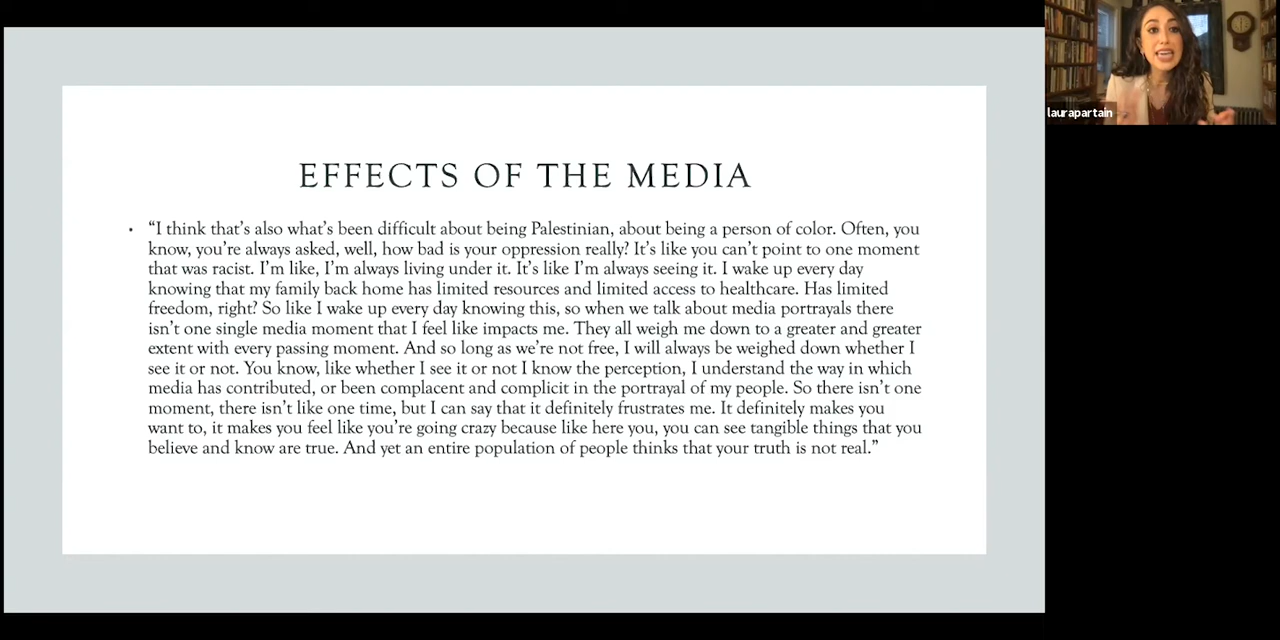 EFFECTS OF THE MEDIA
• “I think that’s also what’s been difficult about being Palestinian, about being a person of color. Often, you
know, you’re always asked, well, how bad is your oppression really? It’s like you can’t point to one moment
that was racist. I’m like, I’m always living under it. It’s like I’m always seeing it. I wake up every day
knowing that my family back home has limited resources and limited access to healthcare. Has limited
freedom, right? So like I wake up every day knowing this, so when we talk about media portrayals there
isn’t one single media moment that I feel like impacts me. They all weigh me down to a greater and greater
extent with every passing moment. And so long as we’re not free, I will always be weighed down whether I
see it or not. You know, like whether I see it or not I know the perception, I understand the way in which
media has contributed, or been complacent and complicit in the portrayal of my people. So there isn’t one
moment, there isn’t like one time, but I can say that it definitely frustrates me. It definitely makes you
want to, it makes you feel like you’re going crazy because like here you, you can see tangible things that you
believe and know are true. And yet an entire population of people thinks that your truth is not real.”
laurapartain